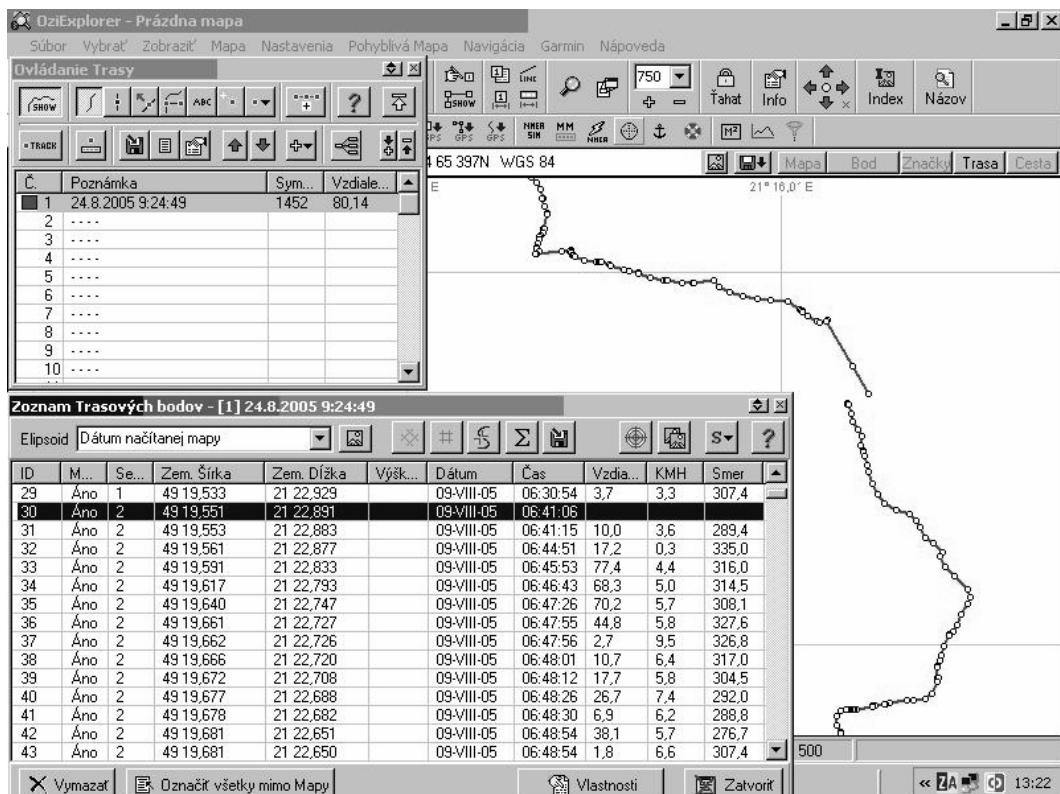 OziExplorer - Prázdna mapa
Súbor Vybrať Zobraziť Mapa Nastavenia Pohyblivá Mapa Navigácia Garmin Nápoveda
Ovládanie Trasy
SHOW ABC ?
TRACK
Č. Poznámka Sym... Vzdiale...
1 24.8.2005 9:24:49 1452 80,14
2 ----
3 ----
4 ----
5 ----
6 ----
7 ----
8 ----
9 ----
10 ----
LINE 750 Ťahat Info Index Názov
SHOW
GPS GPS GPS NMEA SIM MM NMEA M²
4 65 397N WGS 84 Mapa Bod Značky Trasa Cesta
E 21° 16,0' E
Zoznam Trasových bodov - [1] 24.8.2005 9:24:49
Elipsoid Dátum načítanej mapy S ?
ID M... Se... Zem. Šírka Zem. Dĺžka Výšk... Dátum Čas Vzdia... KMH Smer
29 Áno 1 49 19,533 21 22,929 09-VIII-05 06:30:54 3,7 3,3 307,4
30 Áno 2 49 19,551 21 22,891 09-VIII-05 06:41:06
31 Áno 2 49 19,553 21 22,883 09-VIII-05 06:41:15 10,0 3,6 289,4
32 Áno 2 49 19,561 21 22,877 09-VIII-05 06:44:51 17,2 0,3 335,0
33 Áno 2 49 19,591 21 22,833 09-VIII-05 06:45:53 77,4 4,4 316,0
34 Áno 2 49 19,617 21 22,793 09-VIII-05 06:46:43 68,3 5,0 314,5
35 Áno 2 49 19,640 21 22,747 09-VIII-05 06:47:26 70,2 5,7 308,1
36 Áno 2 49 19,661 21 22,727 09-VIII-05 06:47:55 44,8 5,8 327,6
37 Áno 2 49 19,662 21 22,726 09-VIII-05 06:47:56 2,7 9,5 326,8
38 Áno 2 49 19,666 21 22,720 09-VIII-05 06:48:01 10,7 6,4 317,0
39 Áno 2 49 19,672 21 22,708 09-VIII-05 06:48:12 17,7 5,8 304,5
40 Áno 2 49 19,677 21 22,688 09-VIII-05 06:48:26 26,7 7,4 292,0
41 Áno 2 49 19,678 21 22,682 09-VIII-05 06:48:30 6,9 6,2 288,8
42 Áno 2 49 19,681 21 22,651 09-VIII-05 06:48:54 38,1 5,7 276,7
43 Áno 2 49 19,681 21 22,650 09-VIII-05 06:48:54 1,8 6,6 307,4
Vymazať Označiť všetky mimo Mapy Vlastnosti Zatvoriť
500
« ZA 13:22